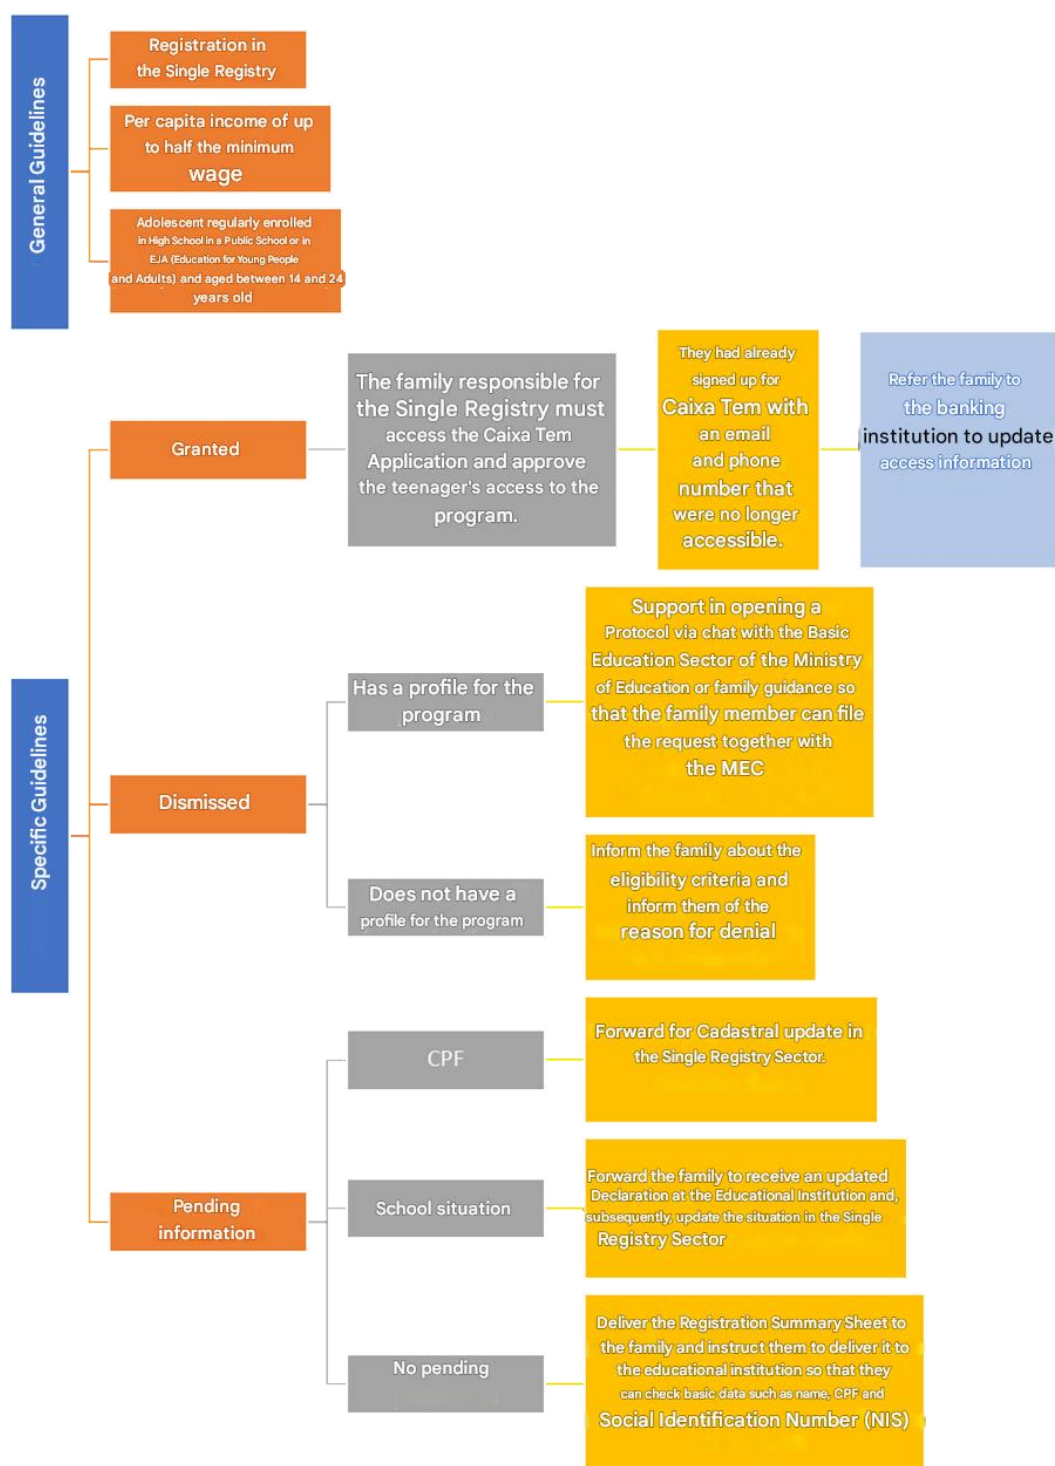 General Guidelines
Registration in
the Single Registry
Per capita income of up
to half the minimum
wage
Adolescent regularly enrolled
in High School in a Public School or in
EJA (Education for Young People
and Adults) and aged between 14 and 24
years old
Specific Guidelines
Granted
The family responsible for
the Single Registry must
access the Caixa Tem
Application and approve
the teenager's access to the
program.
They had already
signed up for
Caixa Tem with
an email
and phone
number that
were no longer
accessible.
Refer the family to
the banking
institution to update
access information
Dismissed
Has a profile for the
program
Support in opening a
Protocol via chat with the Basic
Education Sector of the Ministry
of Education or family guidance so
that the family member can file
the request together with
the MEC
Does not have a
profile for the program
Inform the family about the
eligibility criteria and
inform them of the
reason for denial
Pending
information
CPF
Forward for Cadastral update in
the Single Registry Sector.
School situation
Forward the family to receive an updated
Declaration at the Educational Institution and,
subsequently, update the situation in the Single
Registry Sector
No pending
Deliver the Registration Summary Sheet to
the family and instruct them to deliver it to
the educational institution so that they
can check basic data such as name, CPF and
Social Identification Number (NIS)